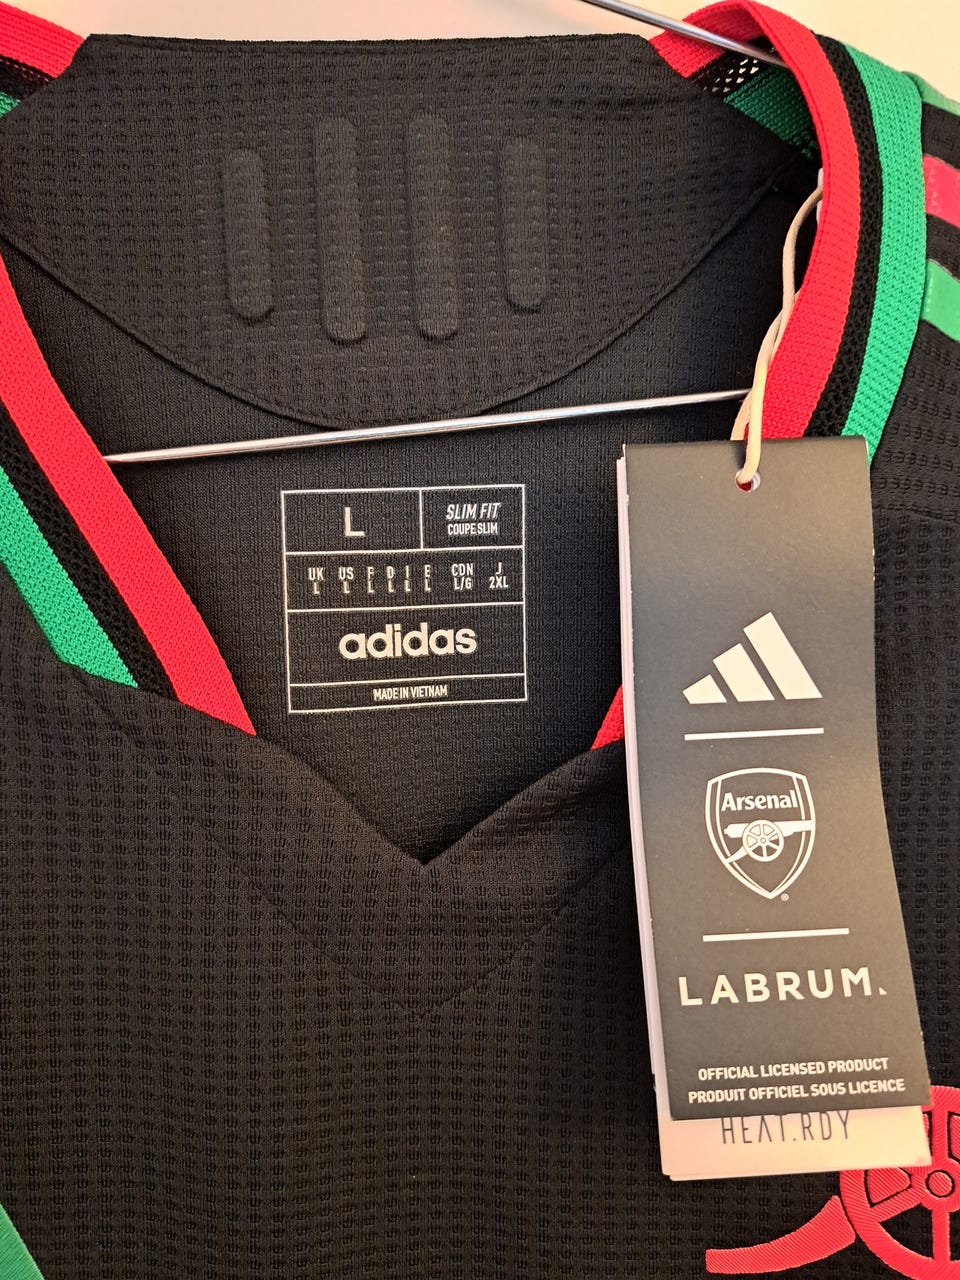 L
SLIM FIT
COUPE SLIM
UK US F D I E CDN J
L L L L L L L/G 2XL
adidas
MADE IN VIETNAM
Arsenal
®
LABRUM
OFFICIAL LICENSED PRODUCT
PRODUIT OFFICIEL SOUS LICENCE
HEAT.RDY